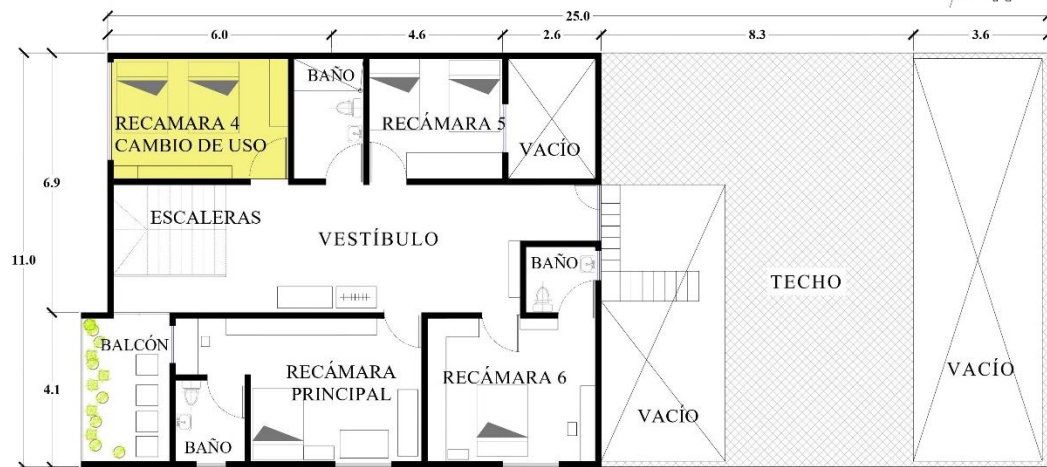 25.0
6.0
4.6
2.6
8.3
3.6
BAÑO
RECAMARA 4
CAMBIO DE USO
RECÁMARA 5
VACÍO
6.9
ESCALERAS
VESTÍBULO
11.0
BAÑO
TECHO
BALCÓN
RECÁMARA
PRINCIPAL
RECÁMARA 6
VACÍO
4.1
VACÍO
BAÑO